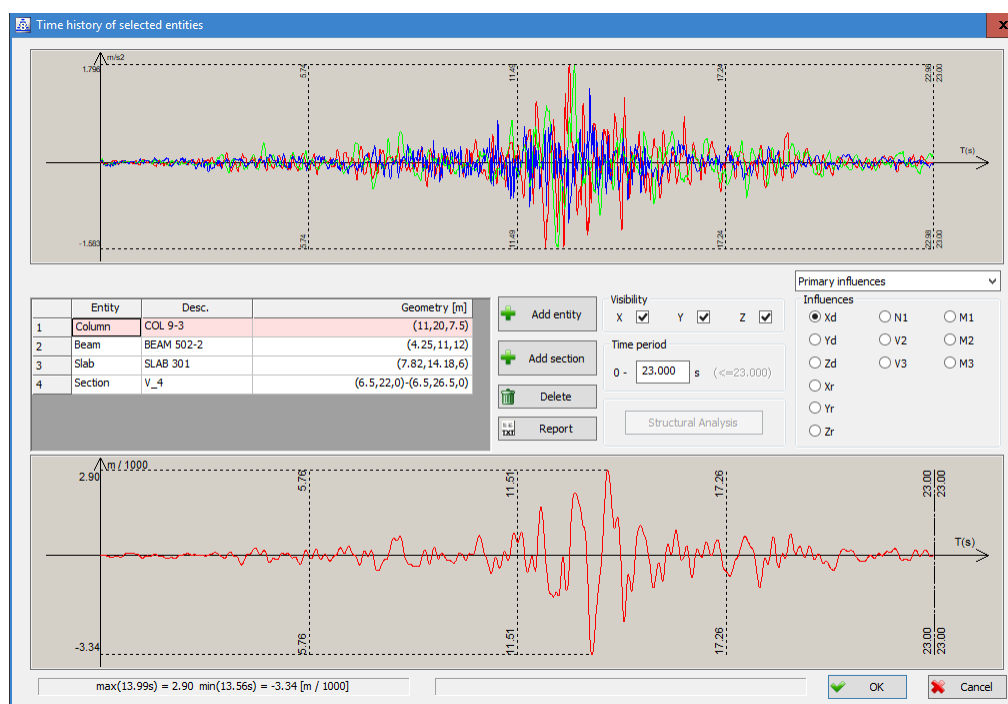 Time history of selected entities
x
m/s2
1.796
5.74
11.49
17.24
22.98
23.00
T(s)
-1.583
5.74
11.49
17.24
22.98
23.00
Primary influences
Entity Desc. Geometry [m]
1 Column COL 9-3 (11,20,7.5)
2 Beam BEAM 502-2 (4.25,11,12)
3 Slab SLAB 301 (7.82,14.18,6)
4 Section V_4 (6.5,22,0)-(6.5,26.5,0)
Add entity
Add section
Delete
TXT
Report
Visibility
X Y Z
Time period
0 - 23.000 s (<=23.000)
Structural Analysis
Influences
Xd N1 M1
Yd V2 M2
Zd V3 M3
Xr
Yr
Zr
m / 1000
2.90
5.76
11.51
17.26
23.00
23.00
T(s)
-3.34
5.76
11.51
17.26
23.00
23.00
max(13.99s) = 2.90 min(13.56s) = -3.34 [m / 1000]
OK
Cancel